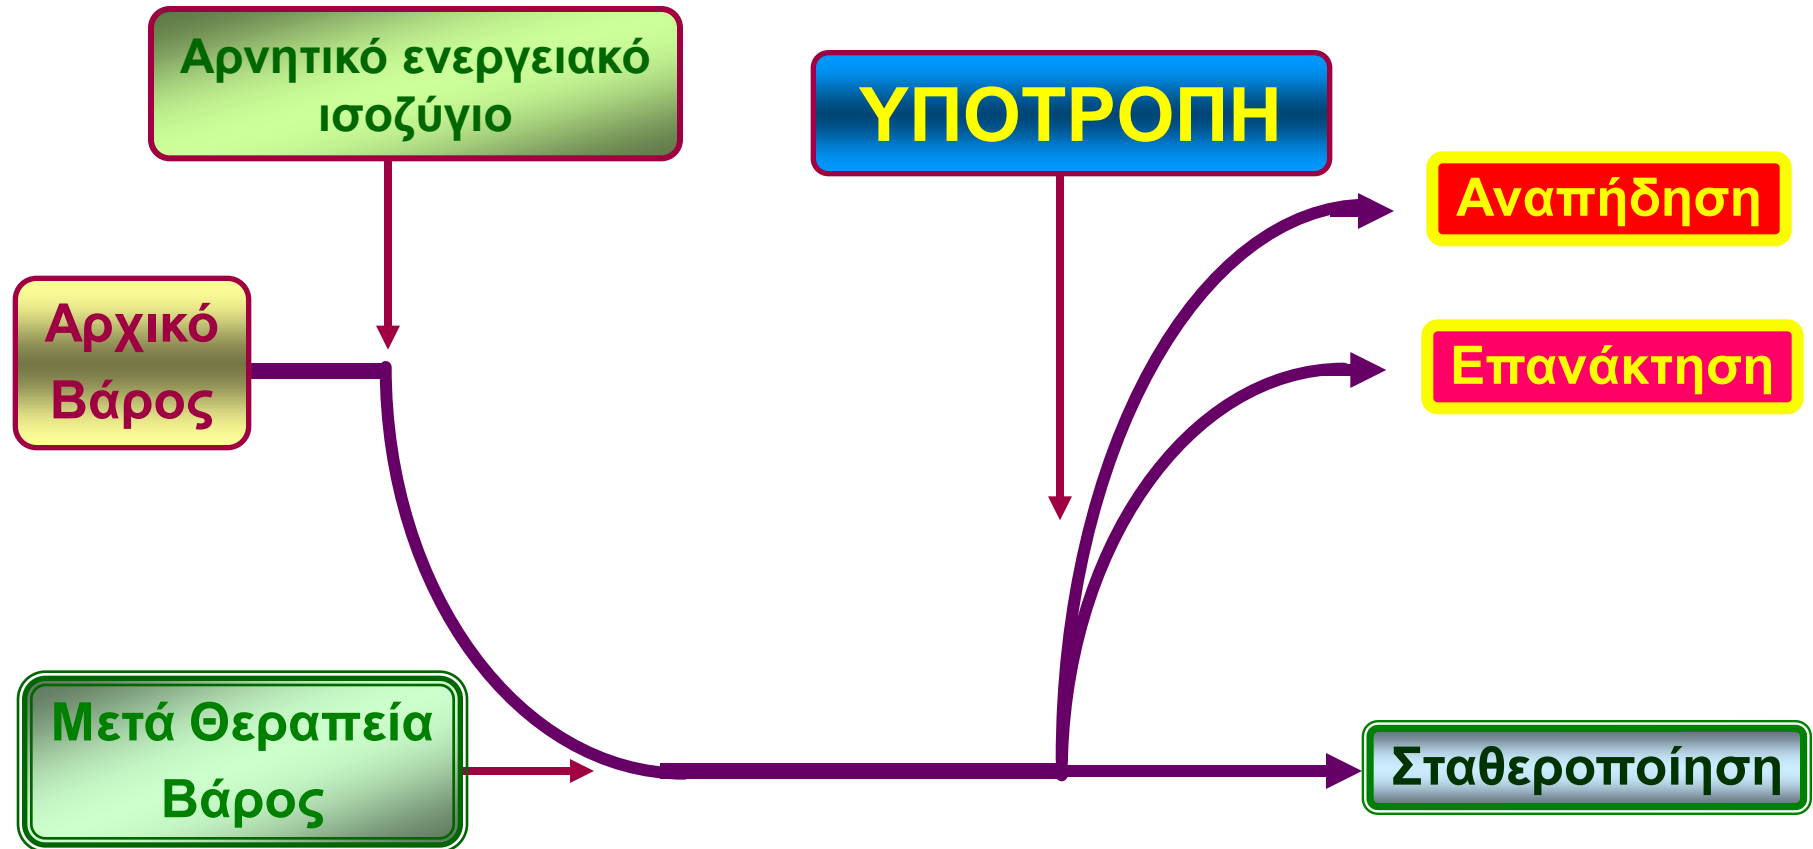 Αρνητικό ενεργειακό
ισοζύγιο
ΥΠΟΤΡΟΠΗ
Αναπήδηση
Αρχικό
Βάρος
Επανάκτηση
Μετά Θεραπεία
Βάρος
Σταθεροποίηση